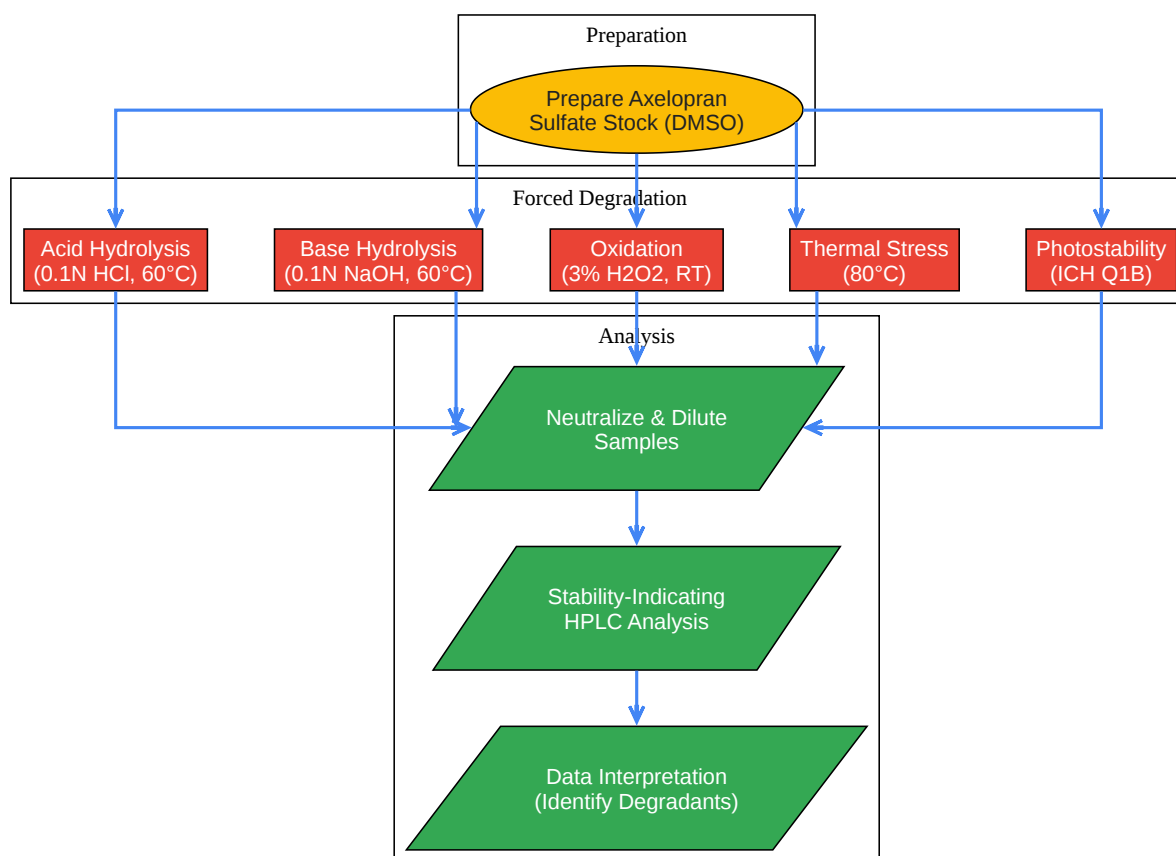 Preparation
Prepare Axelopran
Sulfate Stock (DMSO)
Forced Degradation
Acid Hydrolysis
(0.1N HCl, 60°C)
Base Hydrolysis
(0.1N NaOH, 60°C)
Oxidation
(3% H2O2, RT)
Thermal Stress
(80°C)
Photostability
(ICH Q1B)
Analysis
Neutralize & Dilute
Samples
Stability-Indicating
HPLC Analysis
Data Interpretation
(Identify Degradants)